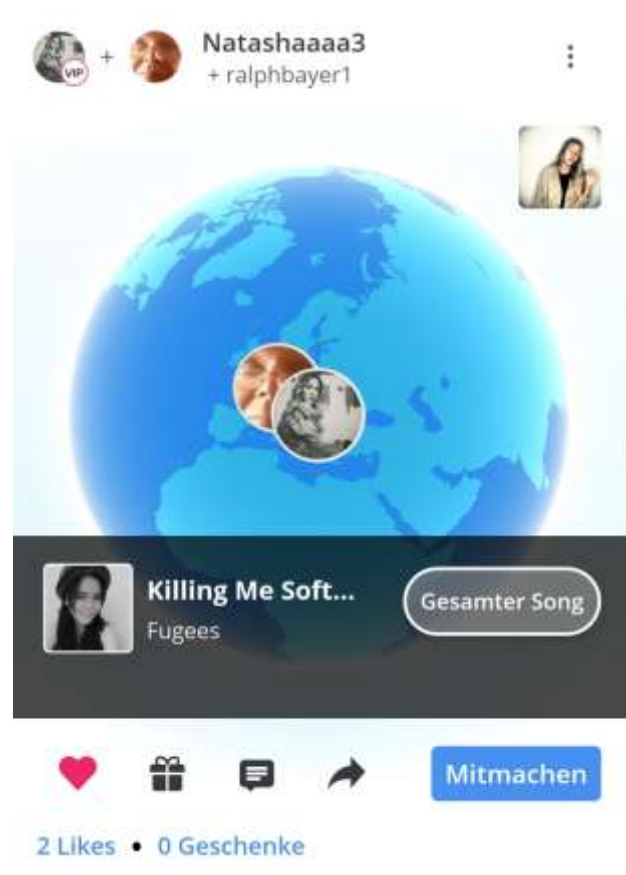 VIP
+
Natashaaaa3
+ ralphbayer1
Killing Me Soft...
Fugees
Gesamter Song
Mitmachen
2 Likes • 0 Geschenke